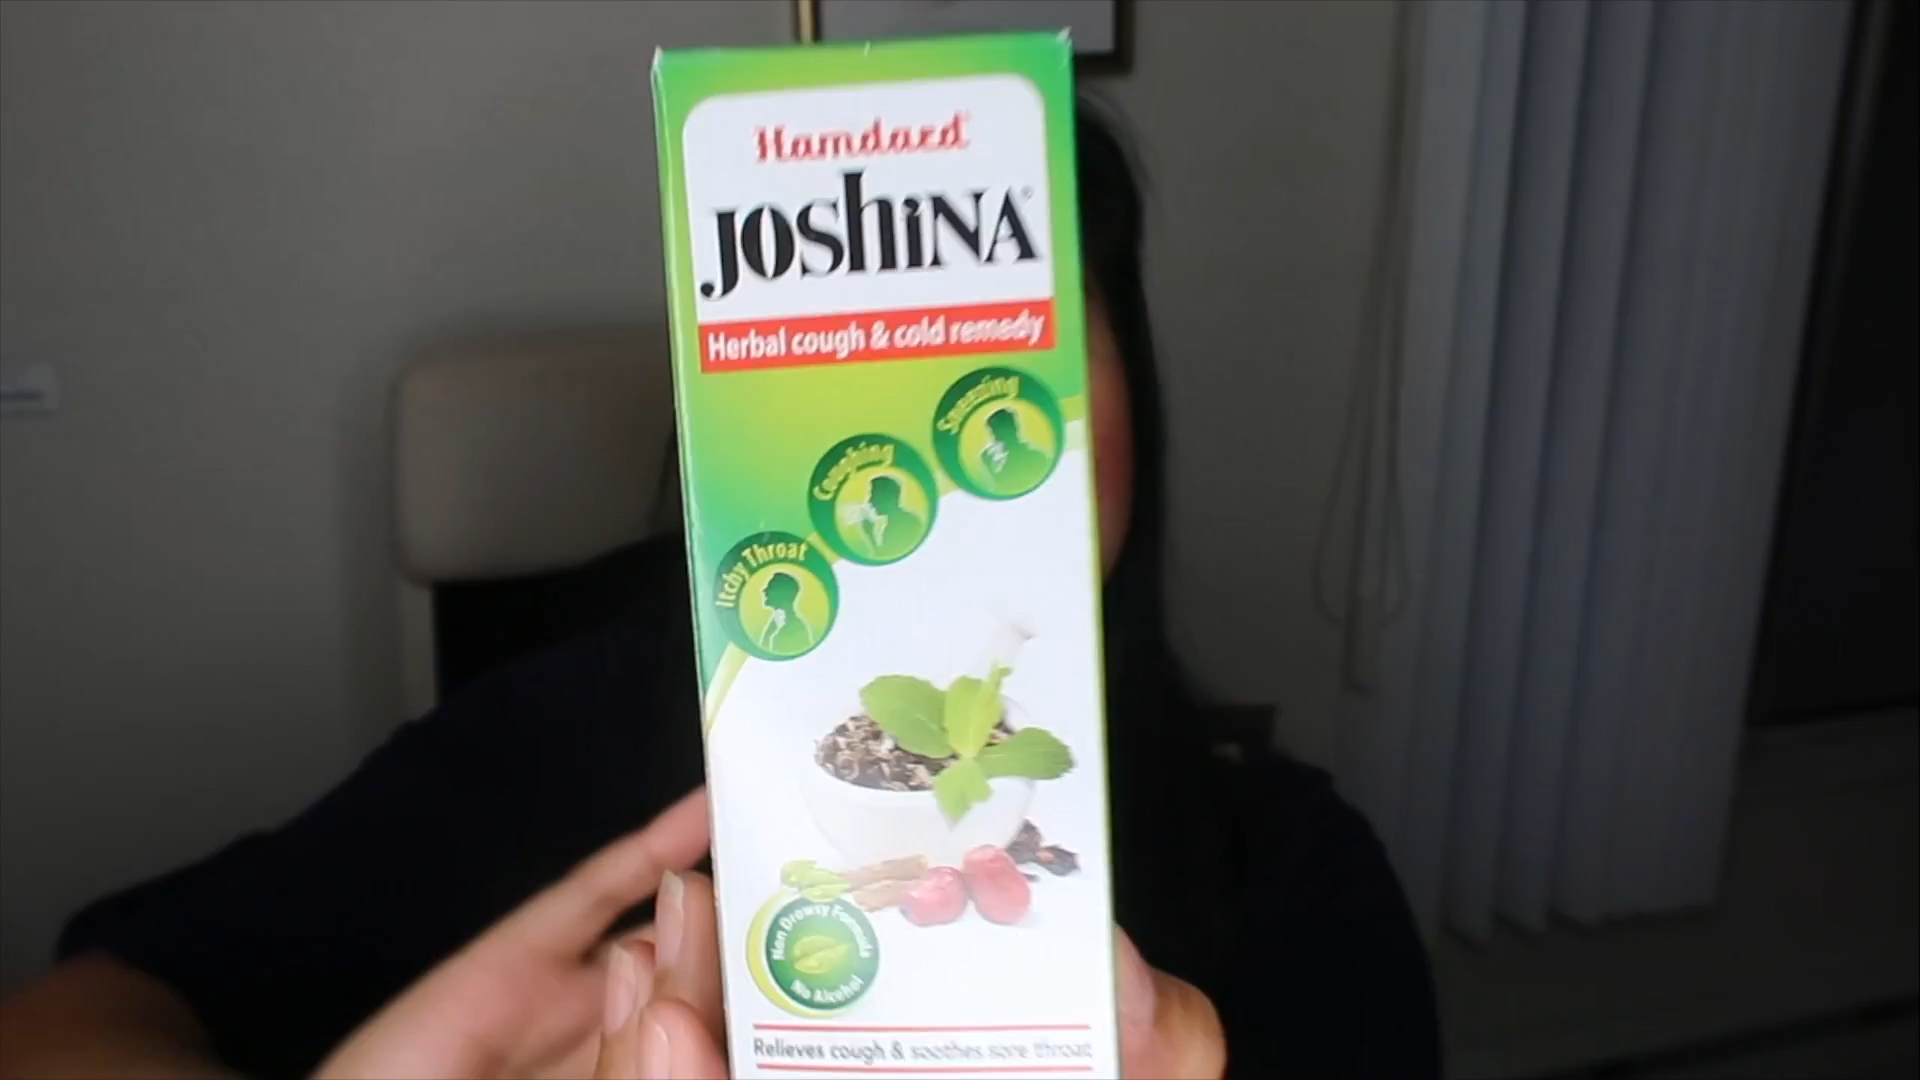 Hamdard
JOShiNA
Herbal cough & cold remedy
Sneezing
Coughing
Itchy Throat
Non Drowsy Formula
No Alcohol
Relieves cough & soothes sore throat